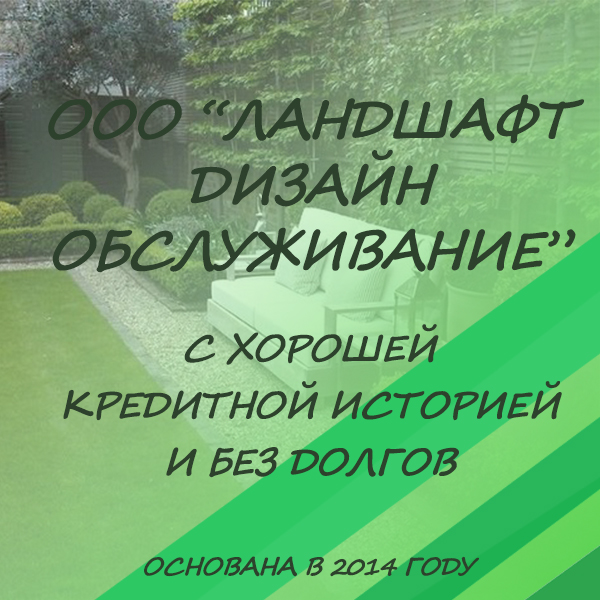 ООО “ЛАНДШАФТ
ДИЗАЙН
ОБСЛУЖИВАНИЕ”
С ХОРОШЕЙ
КРЕДИТНОЙ ИСТОРИЕЙ
И БЕЗ ДОЛГОВ
ОСНОВАНА В 2014 ГОДУ